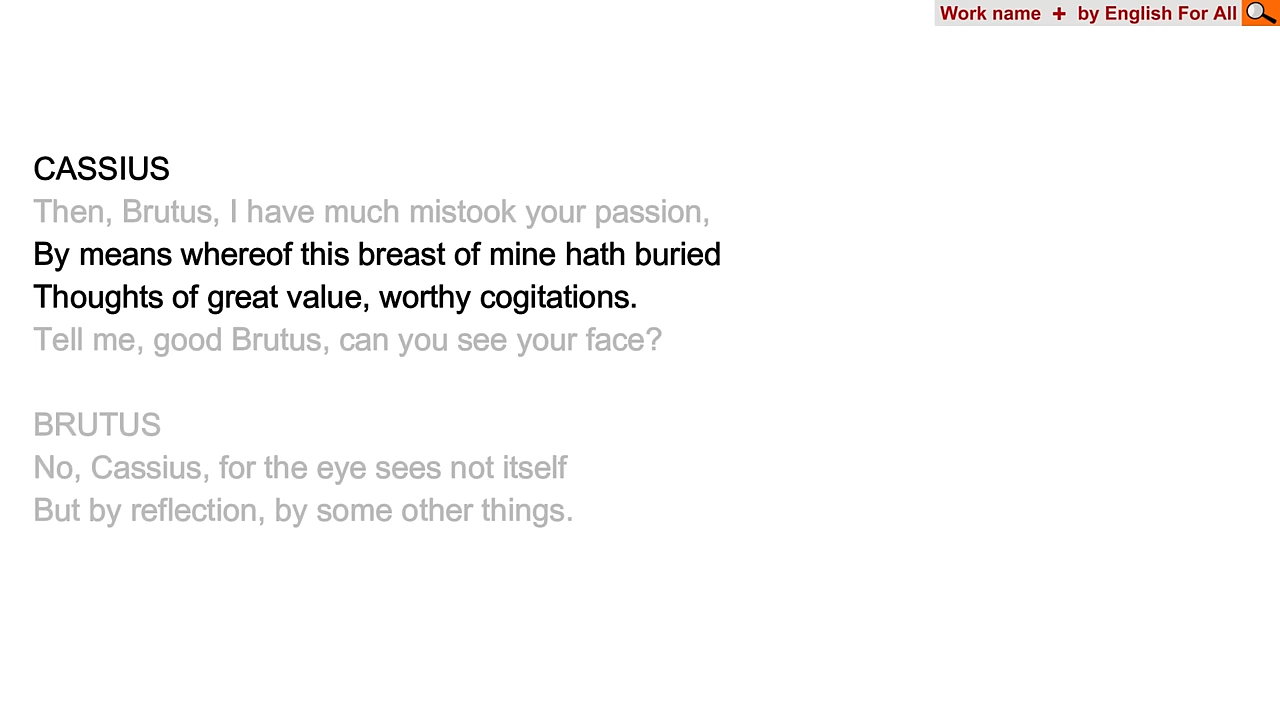 Work name + by English For All
CASSIUS
Then, Brutus, I have much mistook your passion,
By means whereof this breast of mine hath buried
Thoughts of great value, worthy cogitations.
Tell me, good Brutus, can you see your face?
BRUTUS
No, Cassius, for the eye sees not itself
But by reflection, by some other things.